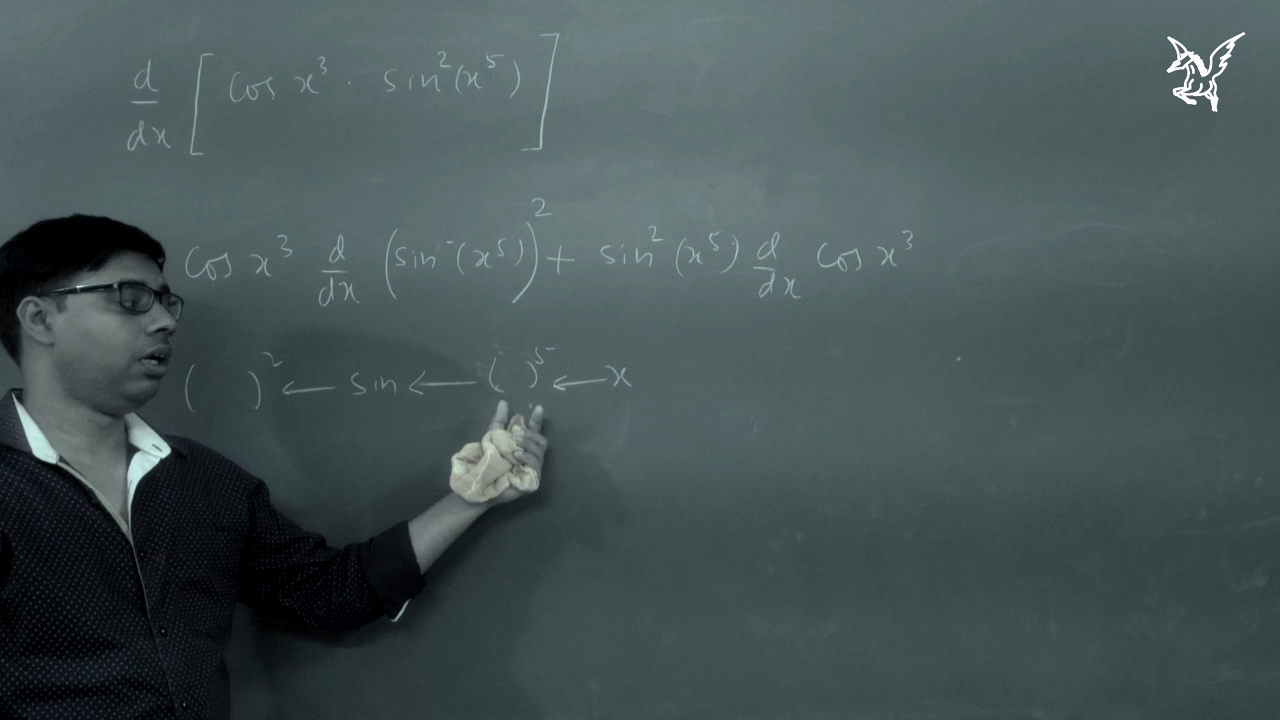 d/dx [ cos x³ · sin²(x⁵) ]
cos x³ d/dx (sin (x⁵))² + sin²(x⁵) d/dx cos x³
( )² ← sin ← ( )⁵ ← x